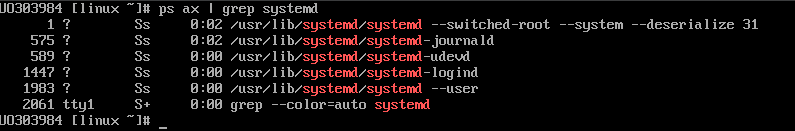 UO303984 [linux ~]# ps ax | grep systemd
1 ? Ss 0:02 /usr/lib/systemd/systemd --switched-root --system --deserialize 31
575 ? Ss 0:02 /usr/lib/systemd/systemd-journald
589 ? Ss 0:00 /usr/lib/systemd/systemd-udevd
1447 ? Ss 0:00 /usr/lib/systemd/systemd-logind
1983 ? Ss 0:00 /usr/lib/systemd/systemd --user
2061 tty1 S+ 0:00 grep --color=auto systemd
UO303984 [linux ~]# _